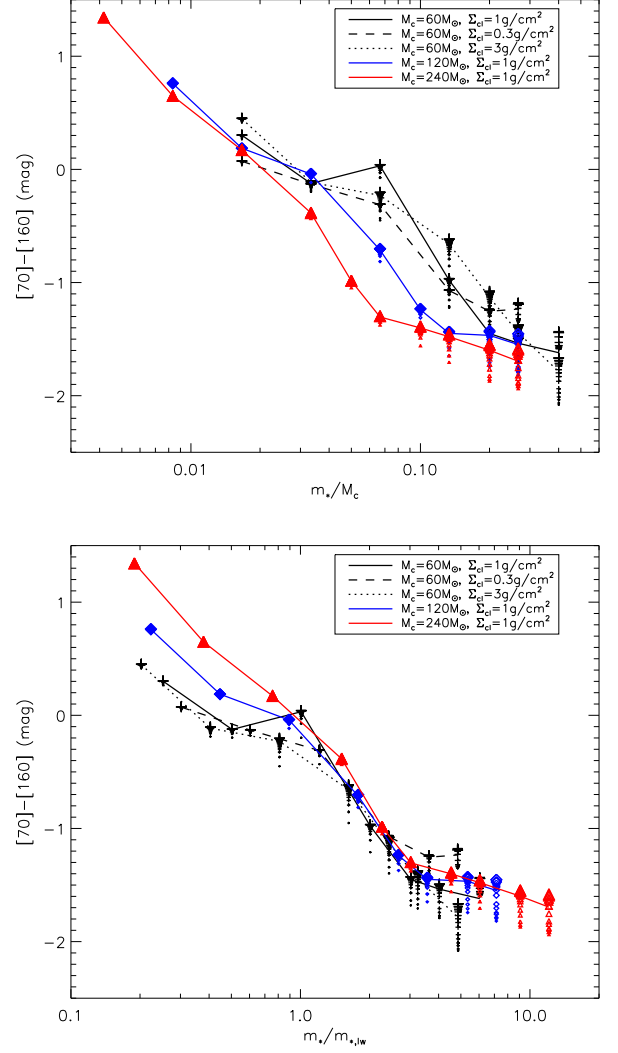 M_c=60M_⊙, Σ_cl=1g/cm²
M_c=60M_⊙, Σ_cl=0.3g/cm²
M_c=60M_⊙, Σ_cl=3g/cm²
M_c=120M_⊙, Σ_cl=1g/cm²
M_c=240M_⊙, Σ_cl=1g/cm²
1
0
−1
−2
[70]−[160] (mag)
0.01
0.10
m_*/M_c
M_c=60M_⊙, Σ_cl=1g/cm²
M_c=60M_⊙, Σ_cl=0.3g/cm²
M_c=60M_⊙, Σ_cl=3g/cm²
M_c=120M_⊙, Σ_cl=1g/cm²
M_c=240M_⊙, Σ_cl=1g/cm²
1
0
−1
−2
[70]−[160] (mag)
0.1
1.0
10.0
m_*/m_*,lw